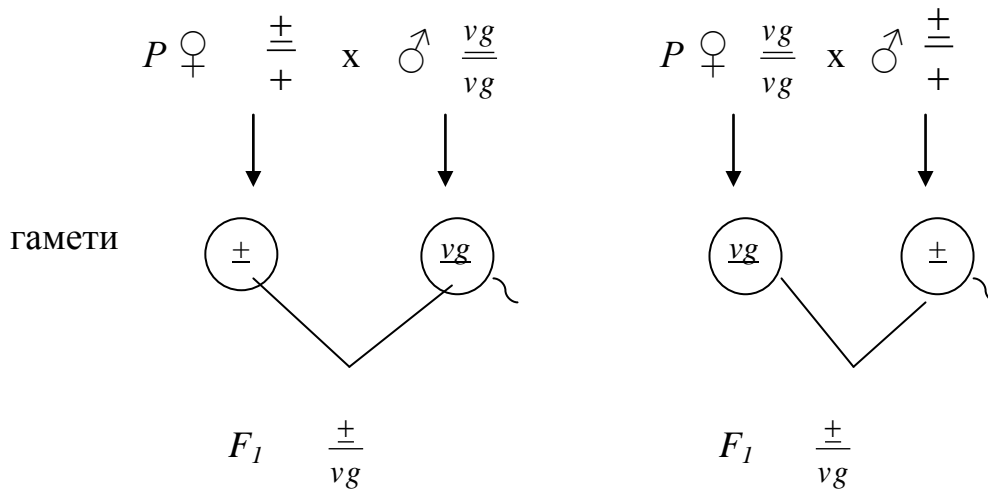 P ♀ + / + x ♂ vg / vg P ♀ vg / vg x ♂ + / +
гамети + vg vg +
F1 + / vg F1 + / vg